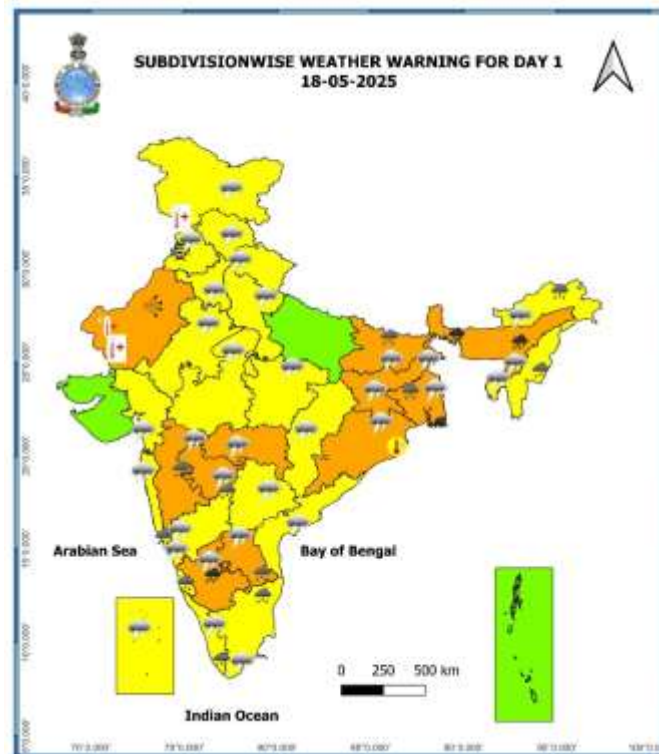 SUBDIVISIONWISE WEATHER WARNING FOR DAY 1
18-05-2025
Arabian Sea
Bay of Bengal
0 250 500 km
Indian Ocean